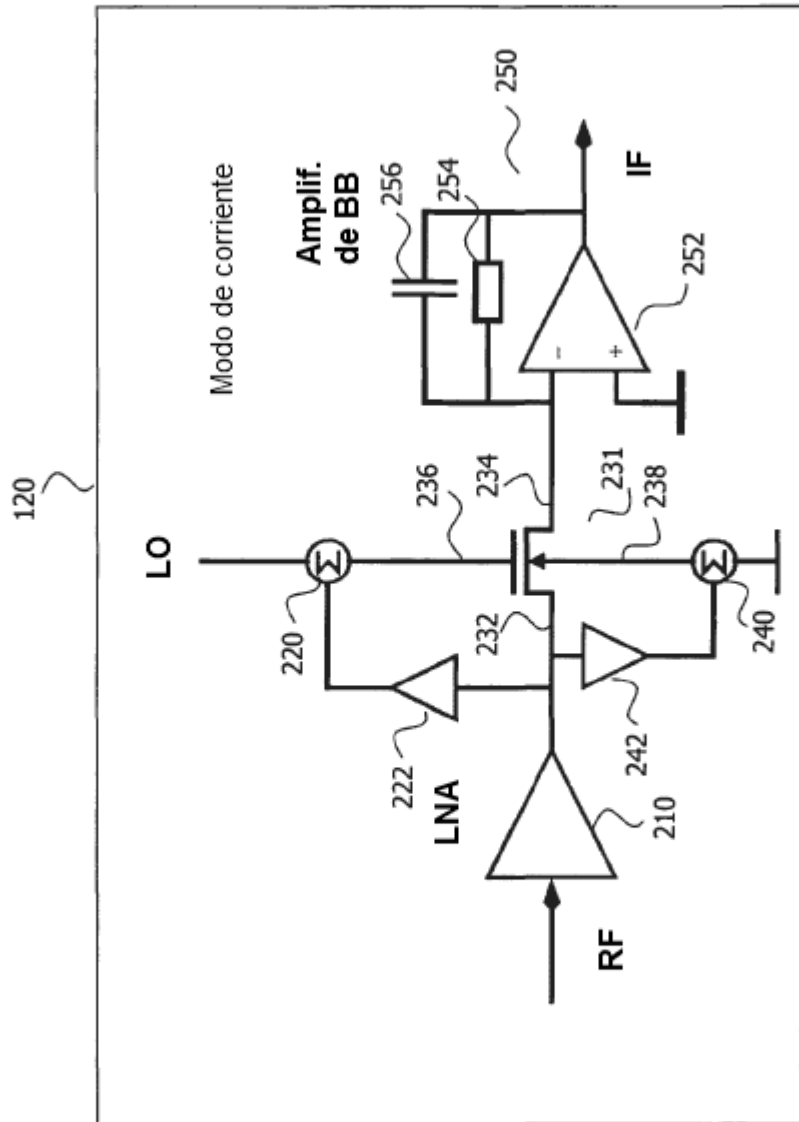 120
Modo de corriente
LO
Amplif.
de BB
220
236
256
254
250
222
LNA
232
234
−
+
IF
252
RF
210
242
231
238
240
Σ
Σ